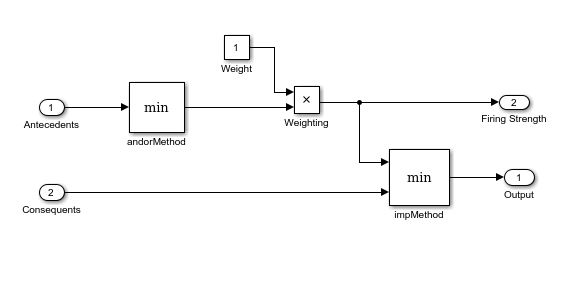 1
Weight
1
Antecedents
min
andorMethod
×
Weighting
2
Firing Strength
2
Consequents
min
impMethod
1
Output